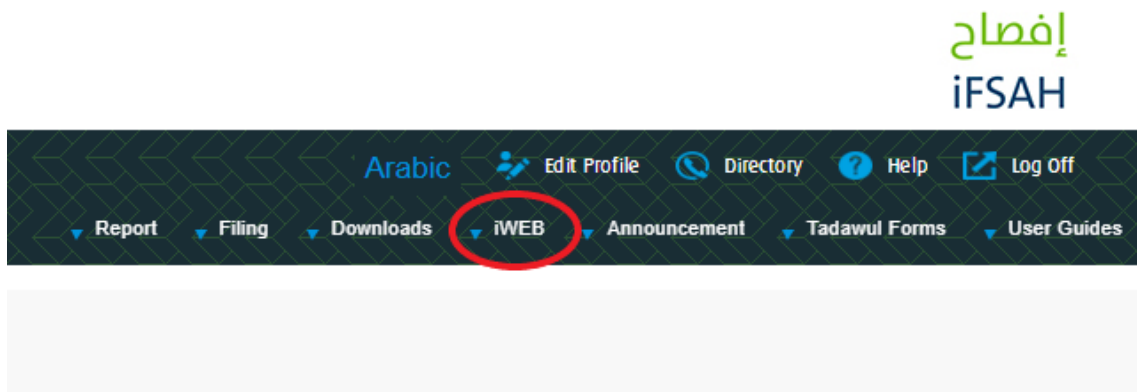 إفصاح
iFSAH
Arabic Edit Profile Directory ? Help Log Off
Report Filing Downloads iWEB Announcement Tadawul Forms User Guides